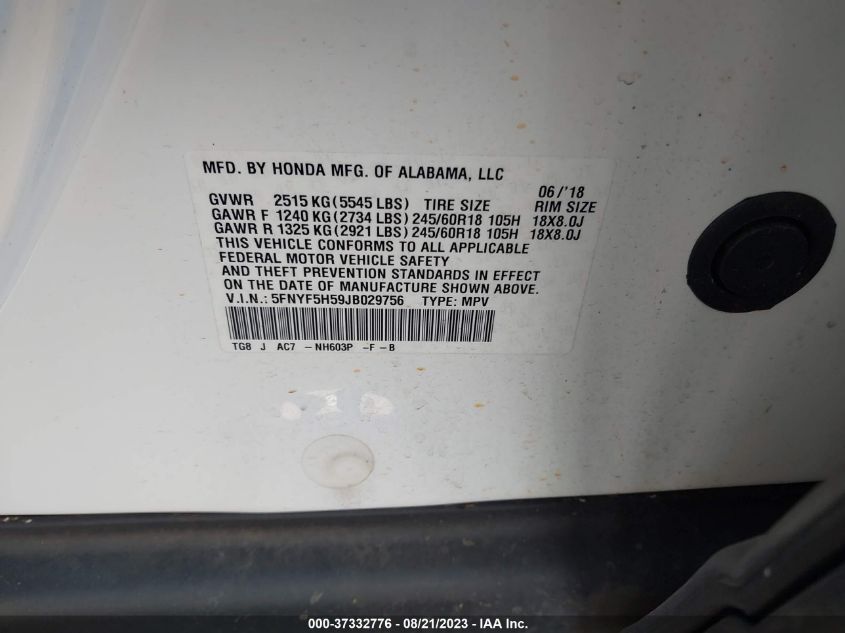 MFD. BY HONDA MFG. OF ALABAMA, LLC
06/'18
GVWR 2515 KG(5545 LBS) TIRE SIZE RIM SIZE
GAWR F 1240 KG(2734 LBS)245/60R18 105H 18X8.0J
GAWR R 1325 KG(2921 LBS)245/60R18 105H 18X8.0J
THIS VEHICLE CONFORMS TO ALL APPLICABLE
FEDERAL MOTOR VEHICLE SAFETY
AND THEFT PREVENTION STANDARDS IN EFFECT
ON THE DATE OF MANUFACTURE SHOWN ABOVE.
V.I.N.: 5FNYF5H59JB029756 TYPE: MPV
TG8 J AC7 -NH603P -F -B
000-37332776 - 08/21/2023 - IAA Inc.